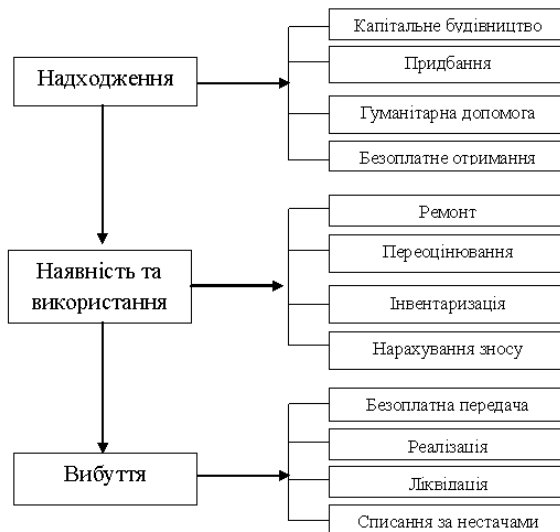 Надходження
Капітальне будівництво
Придбання
Гуманітарна допомога
Безоплатне отримання
Наявність та
використання
Ремонт
Переоцінювання
Інвентаризація
Нарахування зносу
Вибуття
Безоплатна передача
Реалізація
Ліквідація
Списання за нестачами